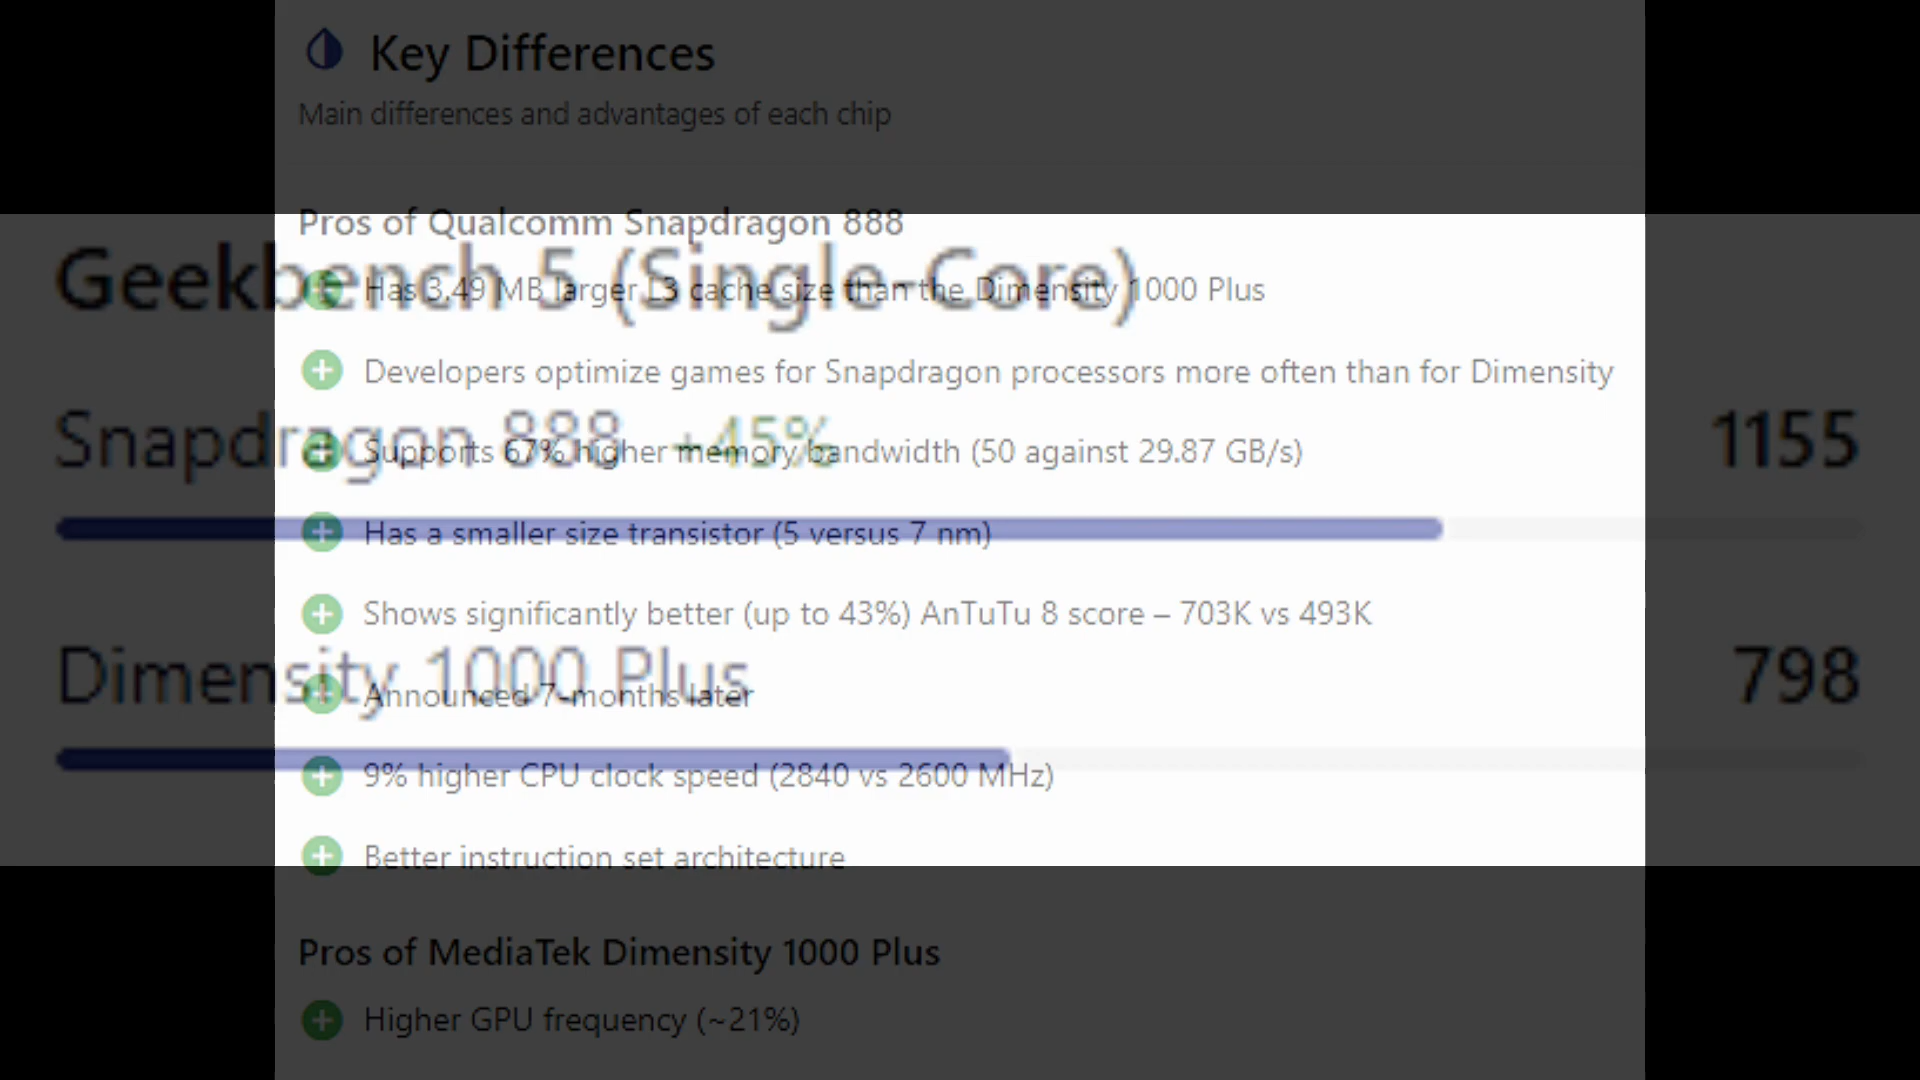 Key Differences
Main differences and advantages of each chip
Pros of Qualcomm Snapdragon 888
Geekbench 5 (Single-Core)
Has 3.49 MB larger L3 cache size than the Dimensity 1000 Plus
Developers optimize games for Snapdragon processors more often than for Dimensity
Snapdragon 888 +45% 1155
Supports 67% higher memory bandwidth (50 against 29.87 GB/s)
Has a smaller size transistor (5 versus 7 nm)
Shows significantly better (up to 43%) AnTuTu 8 score – 703K vs 493K
Dimensity 1000 Plus 798
Announced 7-months later
9% higher CPU clock speed (2840 vs 2600 MHz)
Better instruction set architecture
Pros of MediaTek Dimensity 1000 Plus
Higher GPU frequency (~21%)